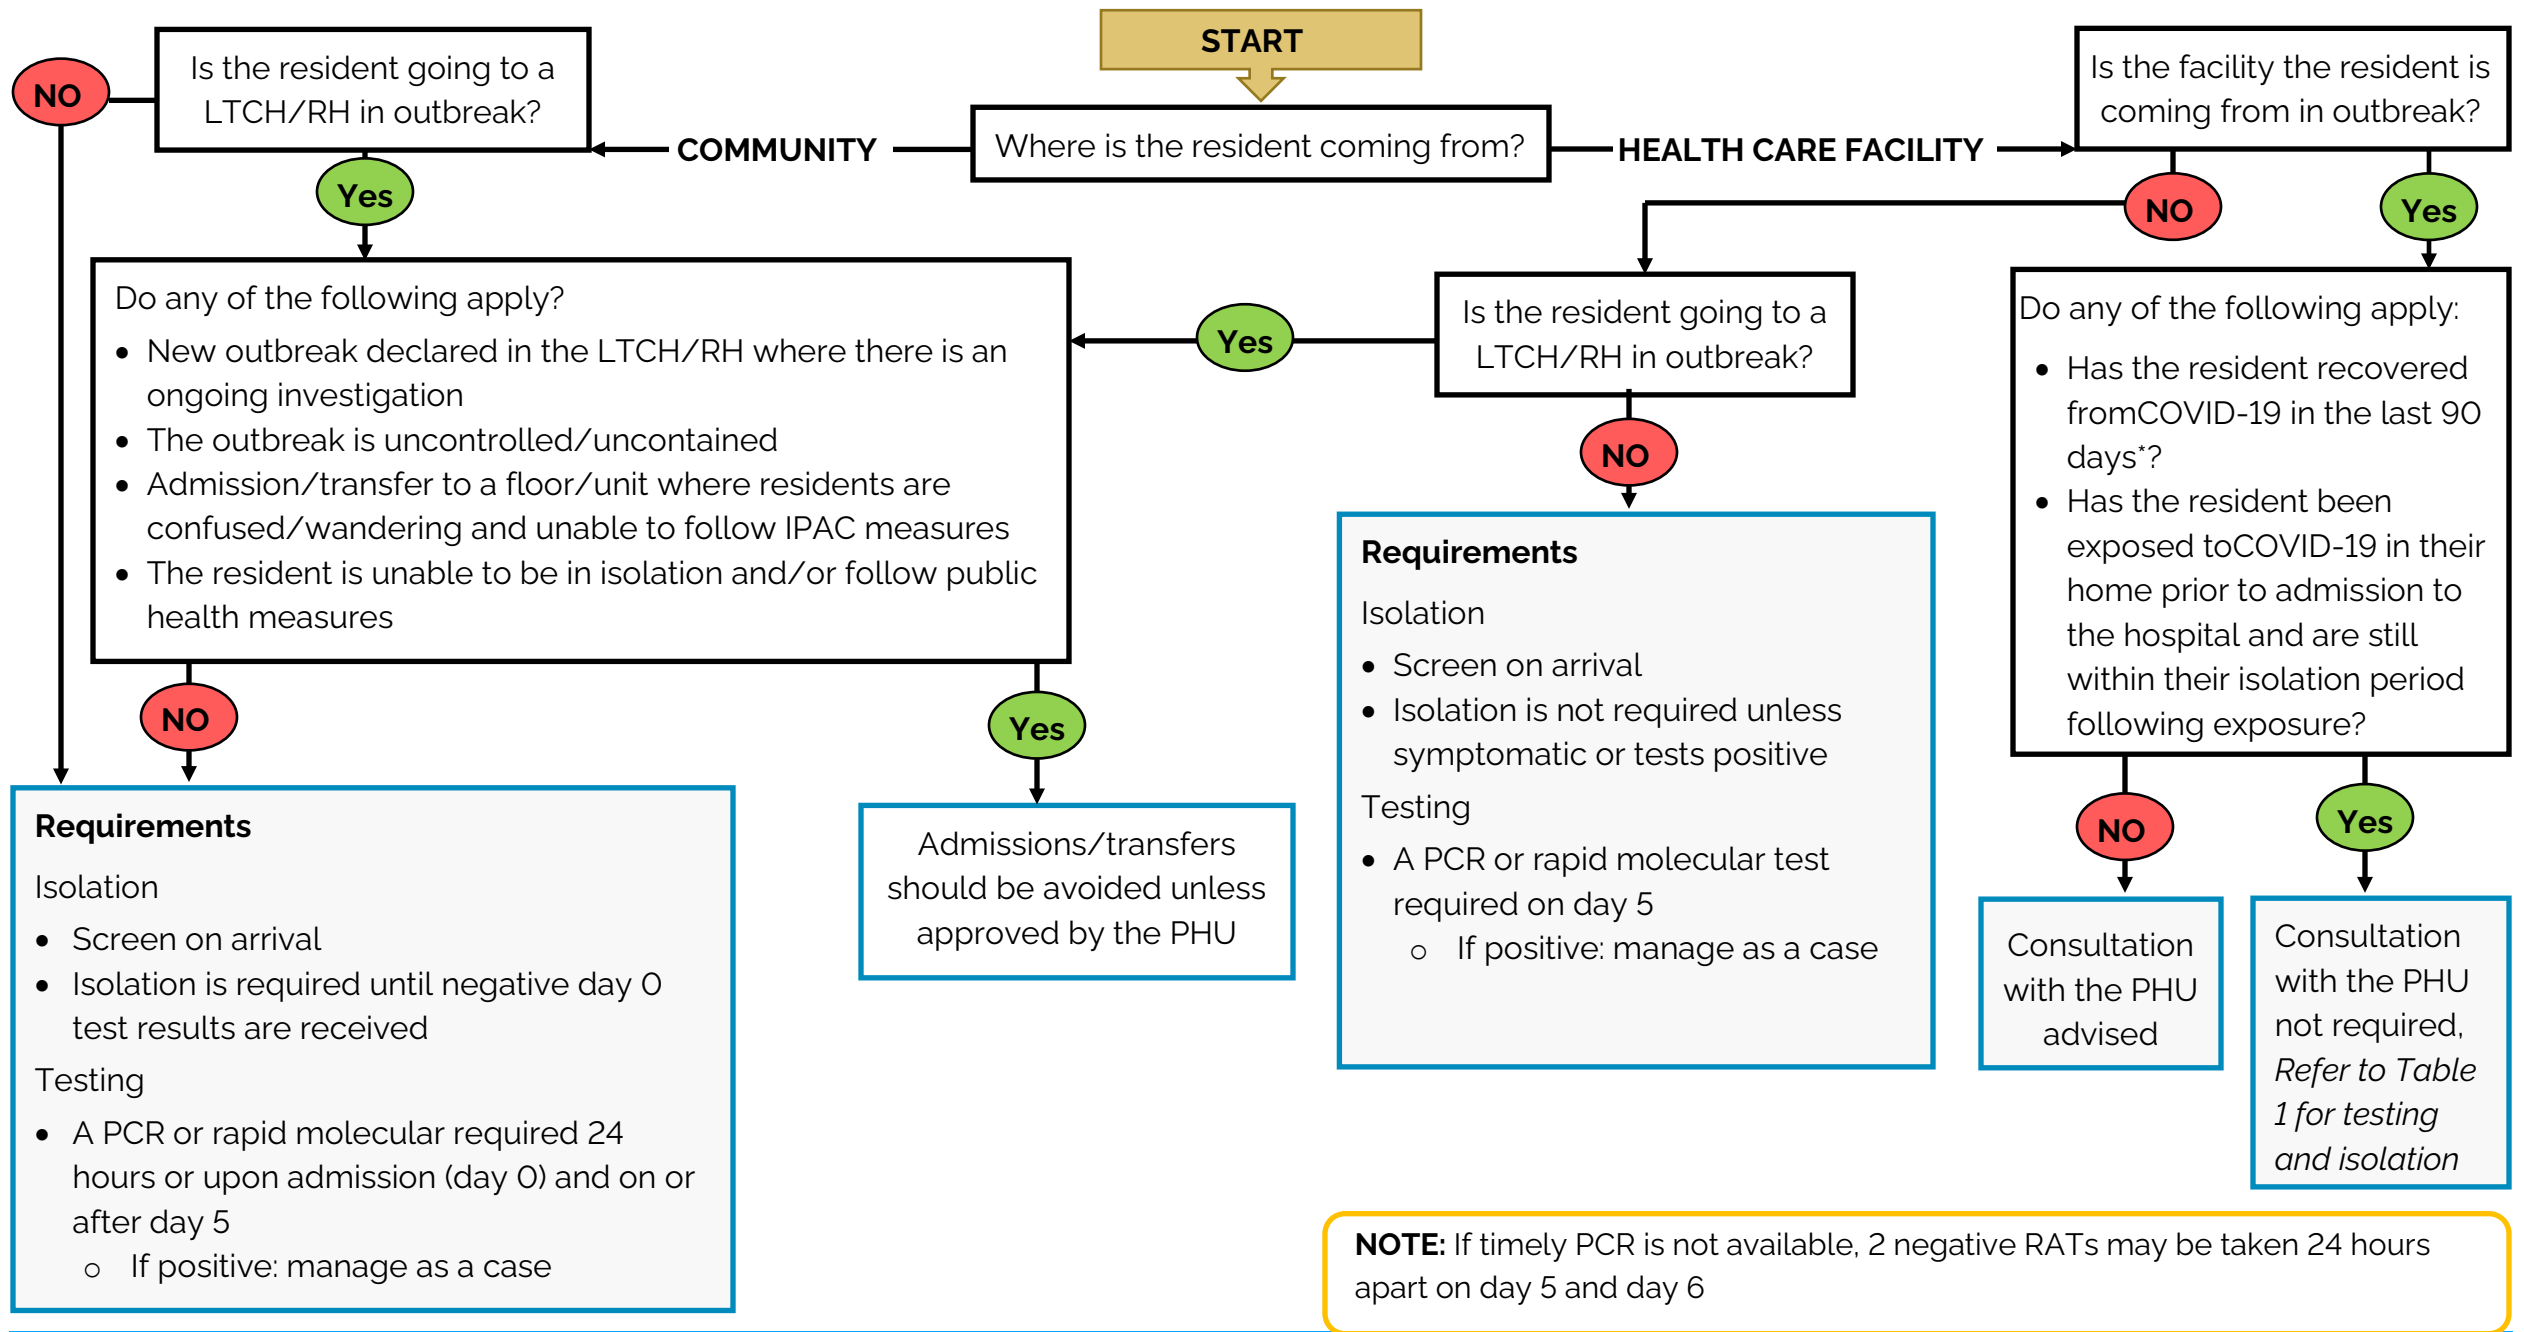 START
Where is the resident coming from?
COMMUNITY
HEALTH CARE FACILITY
Is the resident going to a
LTCH/RH in outbreak?
NO
Yes
Is the facility the resident is
coming from in outbreak?
NO
Yes
Do any of the following apply?
• New outbreak declared in the LTCH/RH where there is an
ongoing investigation
• The outbreak is uncontrolled/uncontained
• Admission/transfer to a floor/unit where residents are
confused/wandering and unable to follow IPAC measures
• The resident is unable to be in isolation and/or follow public
health measures
NO
Yes
Yes
Is the resident going to a
LTCH/RH in outbreak?
NO
Do any of the following apply:
• Has the resident recovered
fromCOVID-19 in the last 90
days*?
• Has the resident been
exposed toCOVID-19 in their
home prior to admission to
the hospital and are still
within their isolation period
following exposure?
NO
Yes
Requirements
Isolation
• Screen on arrival
• Isolation is required until negative day 0
test results are received
Testing
• A PCR or rapid molecular required 24
hours or upon admission (day 0) and on or
after day 5
o If positive: manage as a case
Admissions/transfers
should be avoided unless
approved by the PHU
Requirements
Isolation
• Screen on arrival
• Isolation is not required unless
symptomatic or tests positive
Testing
• A PCR or rapid molecular test
required on day 5
o If positive: manage as a case
Consultation
with the PHU
advised
Consultation
with the PHU
not required,
Refer to Table
1 for testing
and isolation
NOTE: If timely PCR is not available, 2 negative RATs may be taken 24 hours
apart on day 5 and day 6